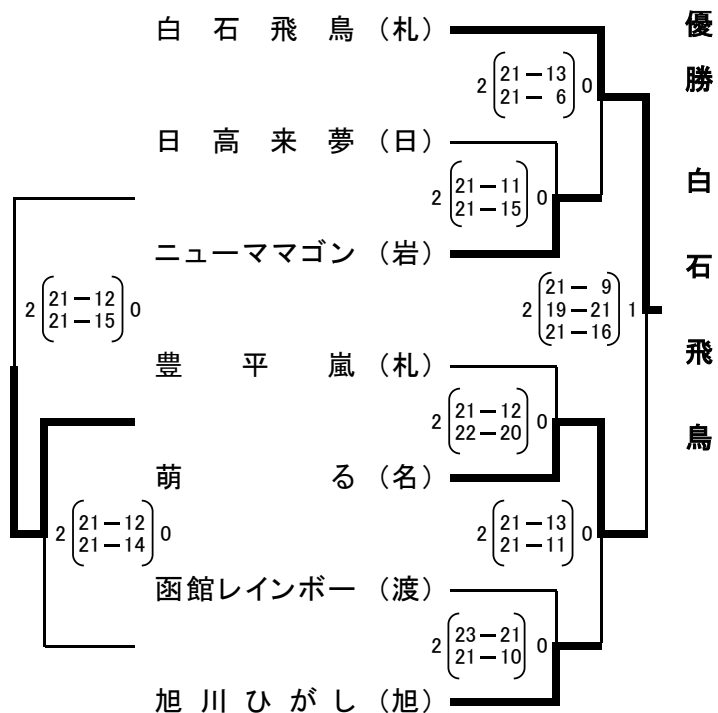 白石飛鳥（札）
2 21－13 0
21－ 6
日高来夢（日）
2 21－11 0
21－15
ニューママゴン（岩）
2 21－12 0
21－15
2 21－ 9 1
19－21
21－16
豊平嵐（札）
2 21－12 0
22－20
萌る（名）
2 21－12 0
21－14
2 21－13 0
21－11
函館レインボー（渡）
2 23－21 0
21－10
旭川ひがし（旭）
優勝 白石飛鳥